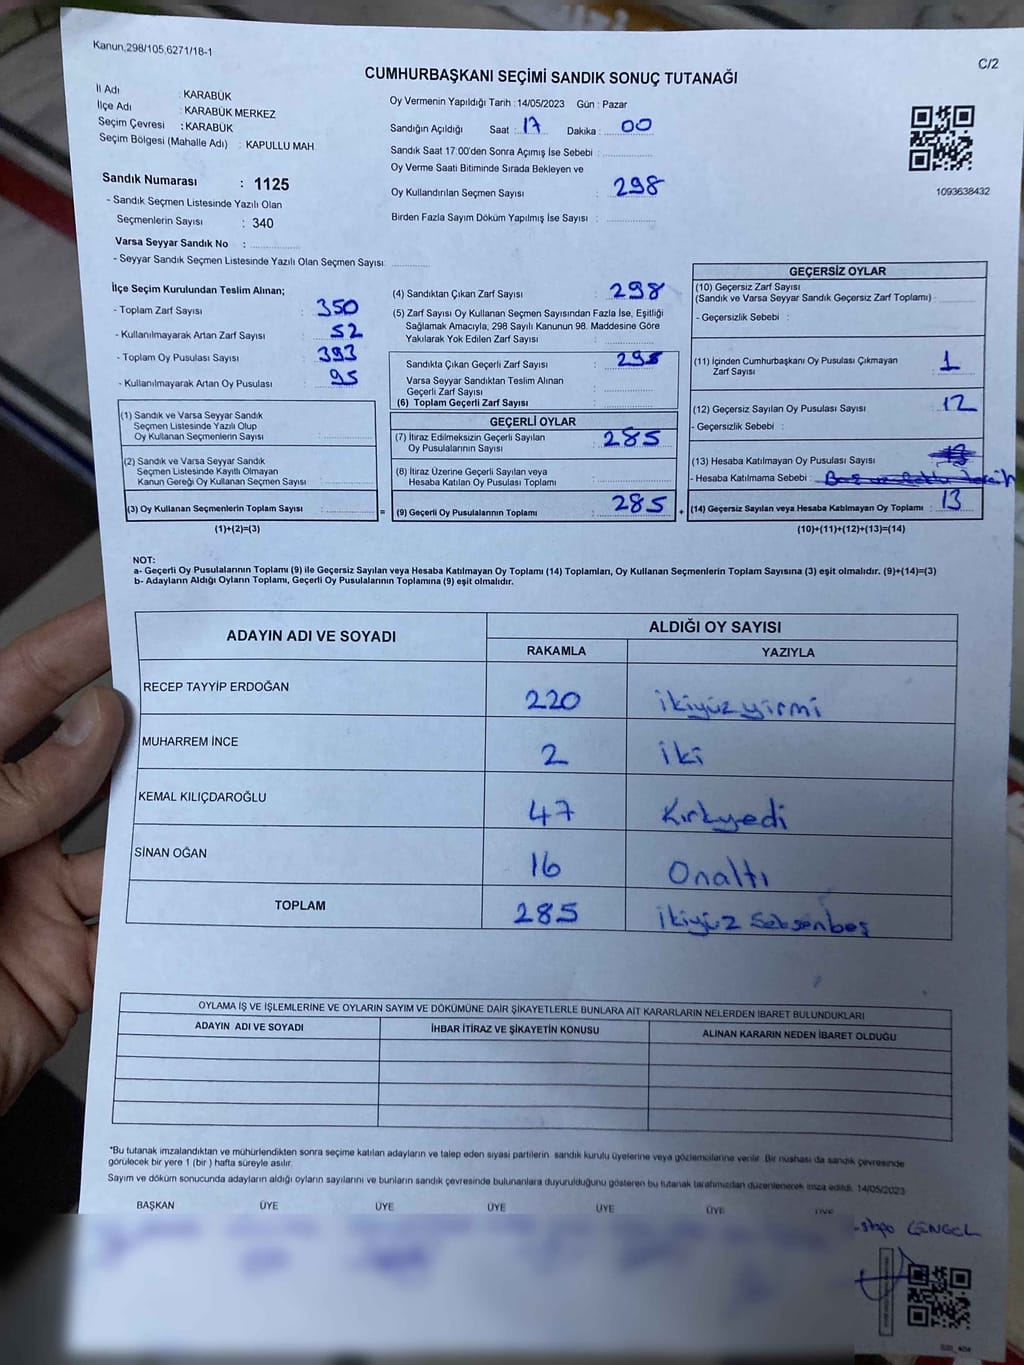 Kanun,298/105,6271/18-1
C/2
CUMHURBAŞKANI SEÇİMİ SANDIK SONUÇ TUTANAĞI
İl Adı : KARABÜK
İlçe Adı : KARABÜK MERKEZ
Seçim Çevresi : KARABÜK
Seçim Bölgesi (Mahalle Adı) : KAPULLU MAH.
Sandık Numarası : 1125
- Sandık Seçmen Listesinde Yazılı Olan
Seçmenlerin Sayısı : 340
Varsa Seyyar Sandık No :
- Seyyar Sandık Seçmen Listesinde Yazılı Olan Seçmen Sayısı:
Oy Vermenin Yapıldığı Tarih : 14/05/2023 Gün : Pazar
Sandığın Açıldığı Saat : 17 Dakika : 00
Sandık Saat 17:00'den Sonra Açımış İse Sebebi :
Oy Verme Saati Bitiminde Sırada Bekleyen ve
Oy Kullandırılan Seçmen Sayısı : 298
Birden Fazla Sayım Döküm Yapılmış İse Sayısı :
1093638432
İlçe Seçim Kurulundan Teslim Alınan;
- Toplam Zarf Sayısı : 350
- Kullanılmayarak Artan Zarf Sayısı : 52
- Toplam Oy Pusulası Sayısı : 393
- Kullanılmayarak Artan Oy Pusulası : 95
(1) Sandık ve Varsa Seyyar Sandık
Seçmen Listesinde Yazılı Olup
Oy Kullanan Seçmenlerin Sayısı :
(2) Sandık ve Varsa Seyyar Sandık
Seçmen Listesinde Kayıtlı Olmayan
Kanun Gereği Oy Kullanan Seçmen Sayısı :
(3) Oy Kullanan Seçmenlerin Toplam Sayısı :
(1)+(2)=(3)
=
(4) Sandıktan Çıkan Zarf Sayısı : 298
(5) Zarf Sayısı Oy Kullanan Seçmen Sayısından Fazla İse, Eşitliği
Sağlamak Amacıyla, 298 Sayılı Kanunun 98. Maddesine Göre
Yakılarak Yok Edilen Zarf Sayısı :
Sandıkta Çıkan Geçerli Zarf Sayısı : 298
Varsa Seyyar Sandıktan Teslim Alınan
Geçerli Zarf Sayısı :
(6) Toplam Geçerli Zarf Sayısı :
GEÇERLİ OYLAR
(7) İtiraz Edilmeksizin Geçerli Sayılan
Oy Pusulalarının Sayısı : 285
(8) İtiraz Üzerine Geçerli Sayılan veya
Hesaba Katılan Oy Pusulası Toplamı :
(9) Geçerli Oy Pusulalarının Toplamı : 285
+
GEÇERSİZ OYLAR
(10) Geçersiz Zarf Sayısı
(Sandık ve Varsa Seyyar Sandık Geçersiz Zarf Toplamı) :
- Geçersizlik Sebebi :
(11) İçinden Cumhurbaşkanı Oy Pusulası Çıkmayan
Zarf Sayısı : 1
(12) Geçersiz Sayılan Oy Pusulası Sayısı : 12
- Geçersizlik Sebebi :
(13) Hesaba Katılmayan Oy Pusulası Sayısı :
- Hesaba Katılmama Sebebi :
(14) Geçersiz Sayılan veya Hesaba Katılmayan Oy Toplamı : 13
(10)+(11)+(12)+(13)=(14)
NOT:
a- Geçerli Oy Pusulalarının Toplamı (9) ile Geçersiz Sayılan veya Hesaba Katılmayan Oy Toplamı (14) Toplamları, Oy Kullanan Seçmenlerin Toplam Sayısına (3) eşit olmalıdır. (9)+(14)=(3)
b- Adayların Aldığı Oyların Toplamı, Geçerli Oy Pusulalarının Toplamına (9) eşit olmalıdır.
ADAYIN ADI VE SOYADI ALDIĞI OY SAYISI
RAKAMLA YAZIYLA
RECEP TAYYİP ERDOĞAN 220 ikiyüz yirmi
MUHARREM İNCE 2 iki
KEMAL KILIÇDAROĞLU 47 Kırkyedi
SİNAN OĞAN 16 Onaltı
TOPLAM 285 ikiyüz Seksenbeş
OYLAMA İŞ VE İŞLEMLERİNE VE OYLARIN SAYIM VE DÖKÜMÜNE DAİR ŞİKAYETLERLE BUNLARA AİT KARARLARIN NELERDEN İBARET BULUNDUKLARI
ADAYIN ADI VE SOYADI İHBAR İTİRAZ VE ŞİKAYETİN KONUSU ALINAN KARARIN NEDEN İBARET OLDUĞU
*Bu tutanak imzalandıktan ve mühürlendikten sonra seçime katılan adayların ve talep eden siyasi partilerin sandık kurulu üyelerine veya gözlemcilerine verilir. Bir nüshası da sandık çevresinde
görülecek bir yere 1 (bir ) hafta süreyle asılır.
Sayım ve döküm sonucunda adayların aldığı oyların sayılarını ve bunların sandık çevresinde bulunanlara duyurulduğunu gösteren bu tutanak tarafımızdan düzenlenerek imza edildi. 14/05/2023
BAŞKAN ÜYE ÜYE ÜYE ÜYE ÜYE ÜYE
CENGEL